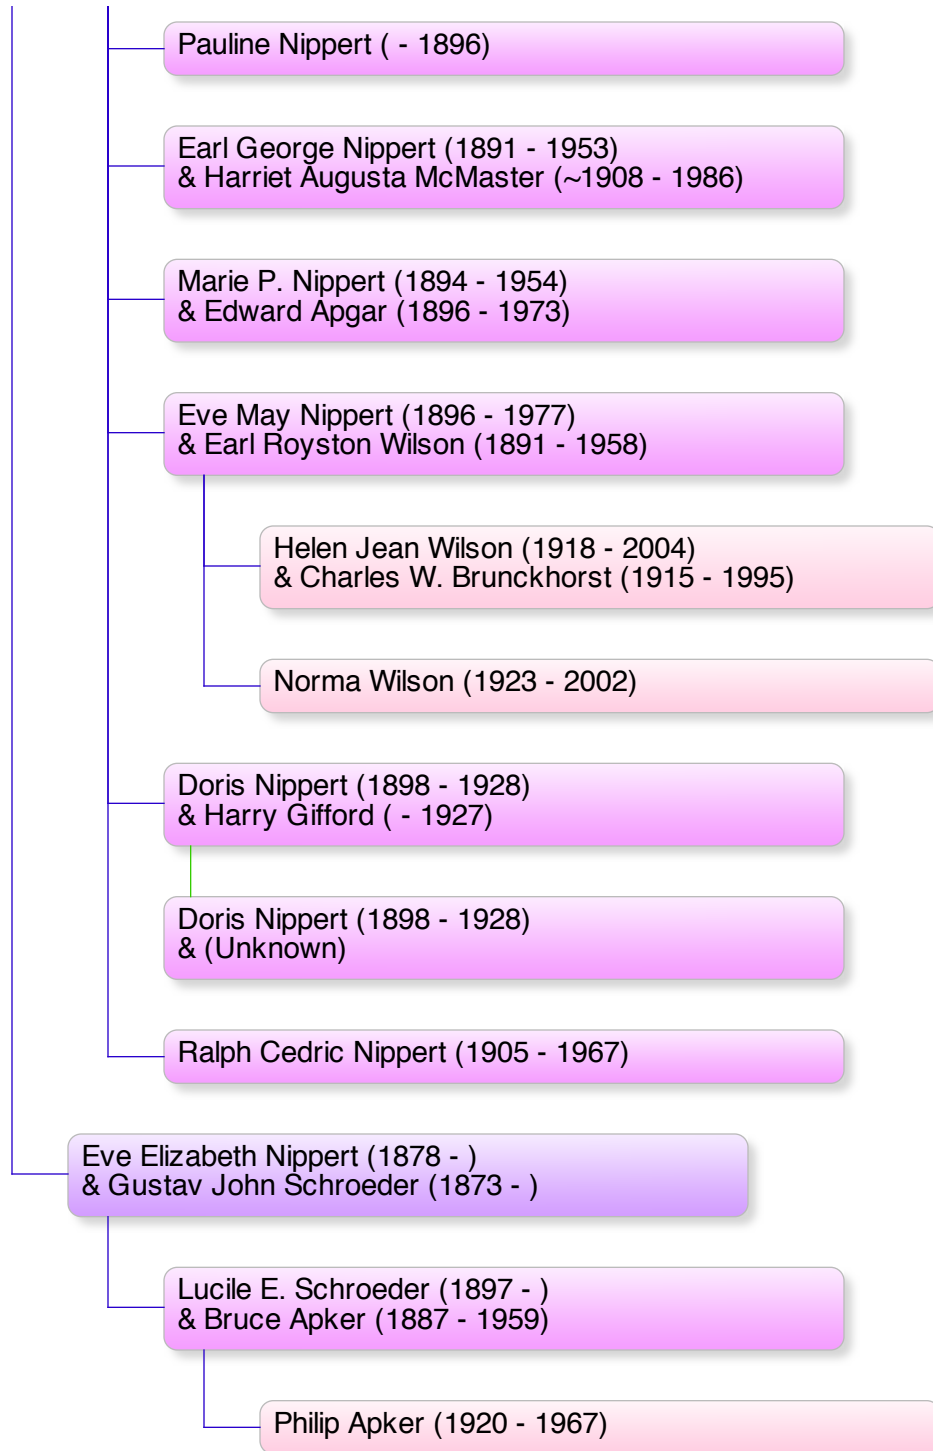 Pauline Nippert ( - 1896)
Earl George Nippert (1891 - 1953)
& Harriet Augusta McMaster (~1908 - 1986)
Marie P. Nippert (1894 - 1954)
& Edward Apgar (1896 - 1973)
Eve May Nippert (1896 - 1977)
& Earl Royston Wilson (1891 - 1958)
Helen Jean Wilson (1918 - 2004)
& Charles W. Brunckhorst (1915 - 1995)
Norma Wilson (1923 - 2002)
Doris Nippert (1898 - 1928)
& Harry Gifford ( - 1927)
Doris Nippert (1898 - 1928)
& (Unknown)
Ralph Cedric Nippert (1905 - 1967)
Eve Elizabeth Nippert (1878 - )
& Gustav John Schroeder (1873 - )
Lucile E. Schroeder (1897 - )
& Bruce Apker (1887 - 1959)
Philip Apker (1920 - 1967)